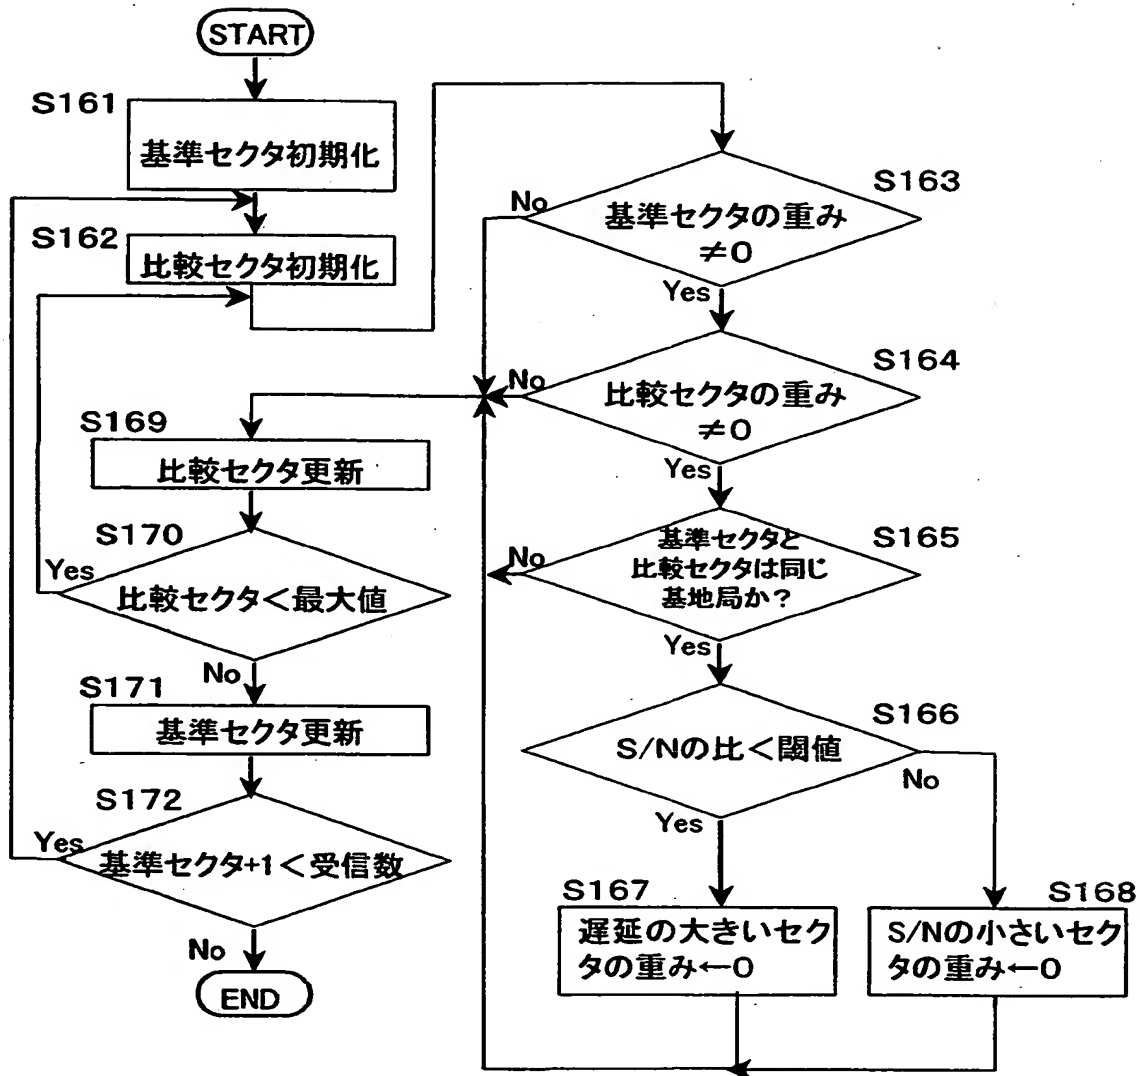 START
S161
基準セクタ初期化
S162
比較セクタ初期化
S163
No
基準セクタの重み
≠0
Yes
S164
No
比較セクタの重み
≠0
Yes
S165
No
基準セクタと
比較セクタは同じ
基地局か?
Yes
S166
S/Nの比<閾値
No
Yes
S167
遅延の大きいセク
タの重み←0
S168
S/Nの小さいセク
タの重み←0
S169
比較セクタ更新
S170
Yes
比較セクタ<最大値
No
S171
基準セクタ更新
S172
Yes
基準セクタ+1<受信数
No
END